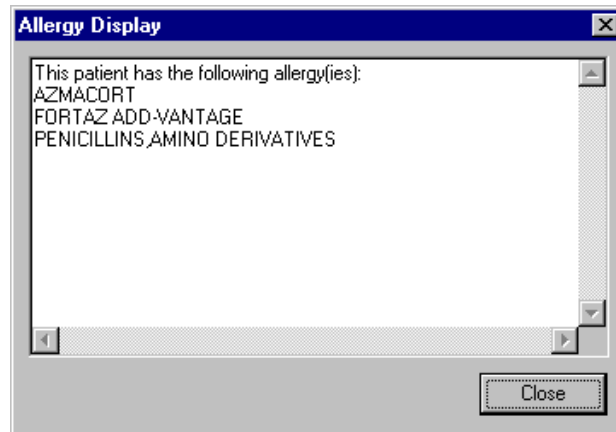 Allergy Display
This patient has the following allergy(ies):
AZMACORT
FORTAZ ADD-VANTAGE
PENICILLINS,AMINO DERIVATIVES
Close